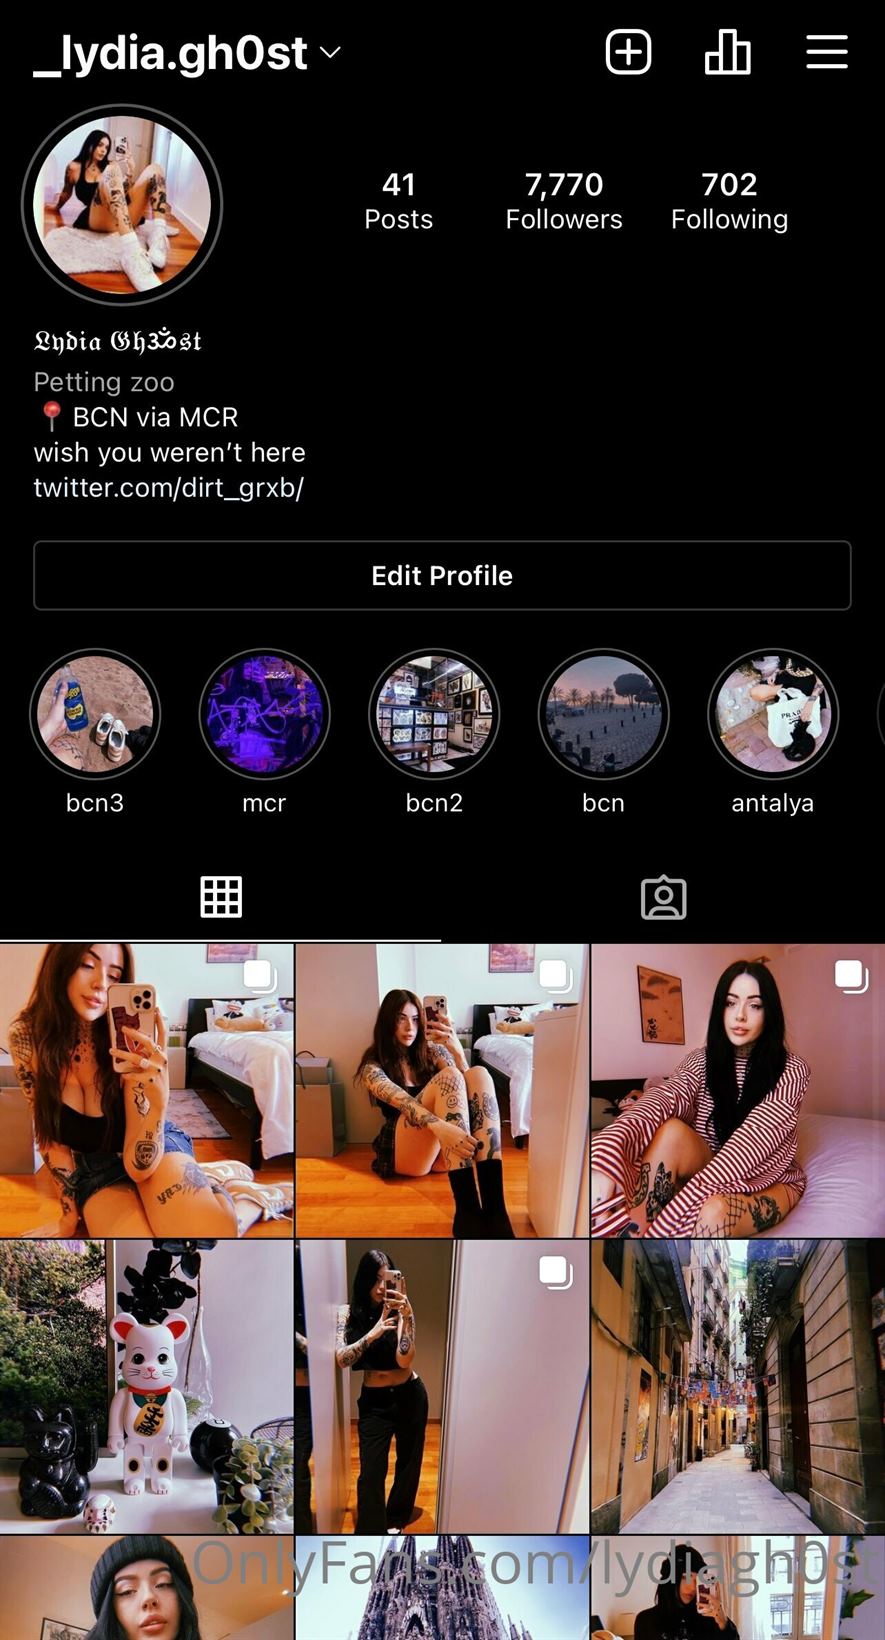 _lydia.gh0st
41
7,770
702
Posts
Followers
Following
𝔏𝔶𝔡𝔦𝔞 𝔊𝔥ॐ𝔰𝔱
Petting zoo
📍 BCN via MCR
wish you weren't here
twitter.com/dirt_grxb/
Edit Profile
PRADA
bcn3
mcr
bcn2
bcn
antalya
OnlyFans.com/lydiagh0st